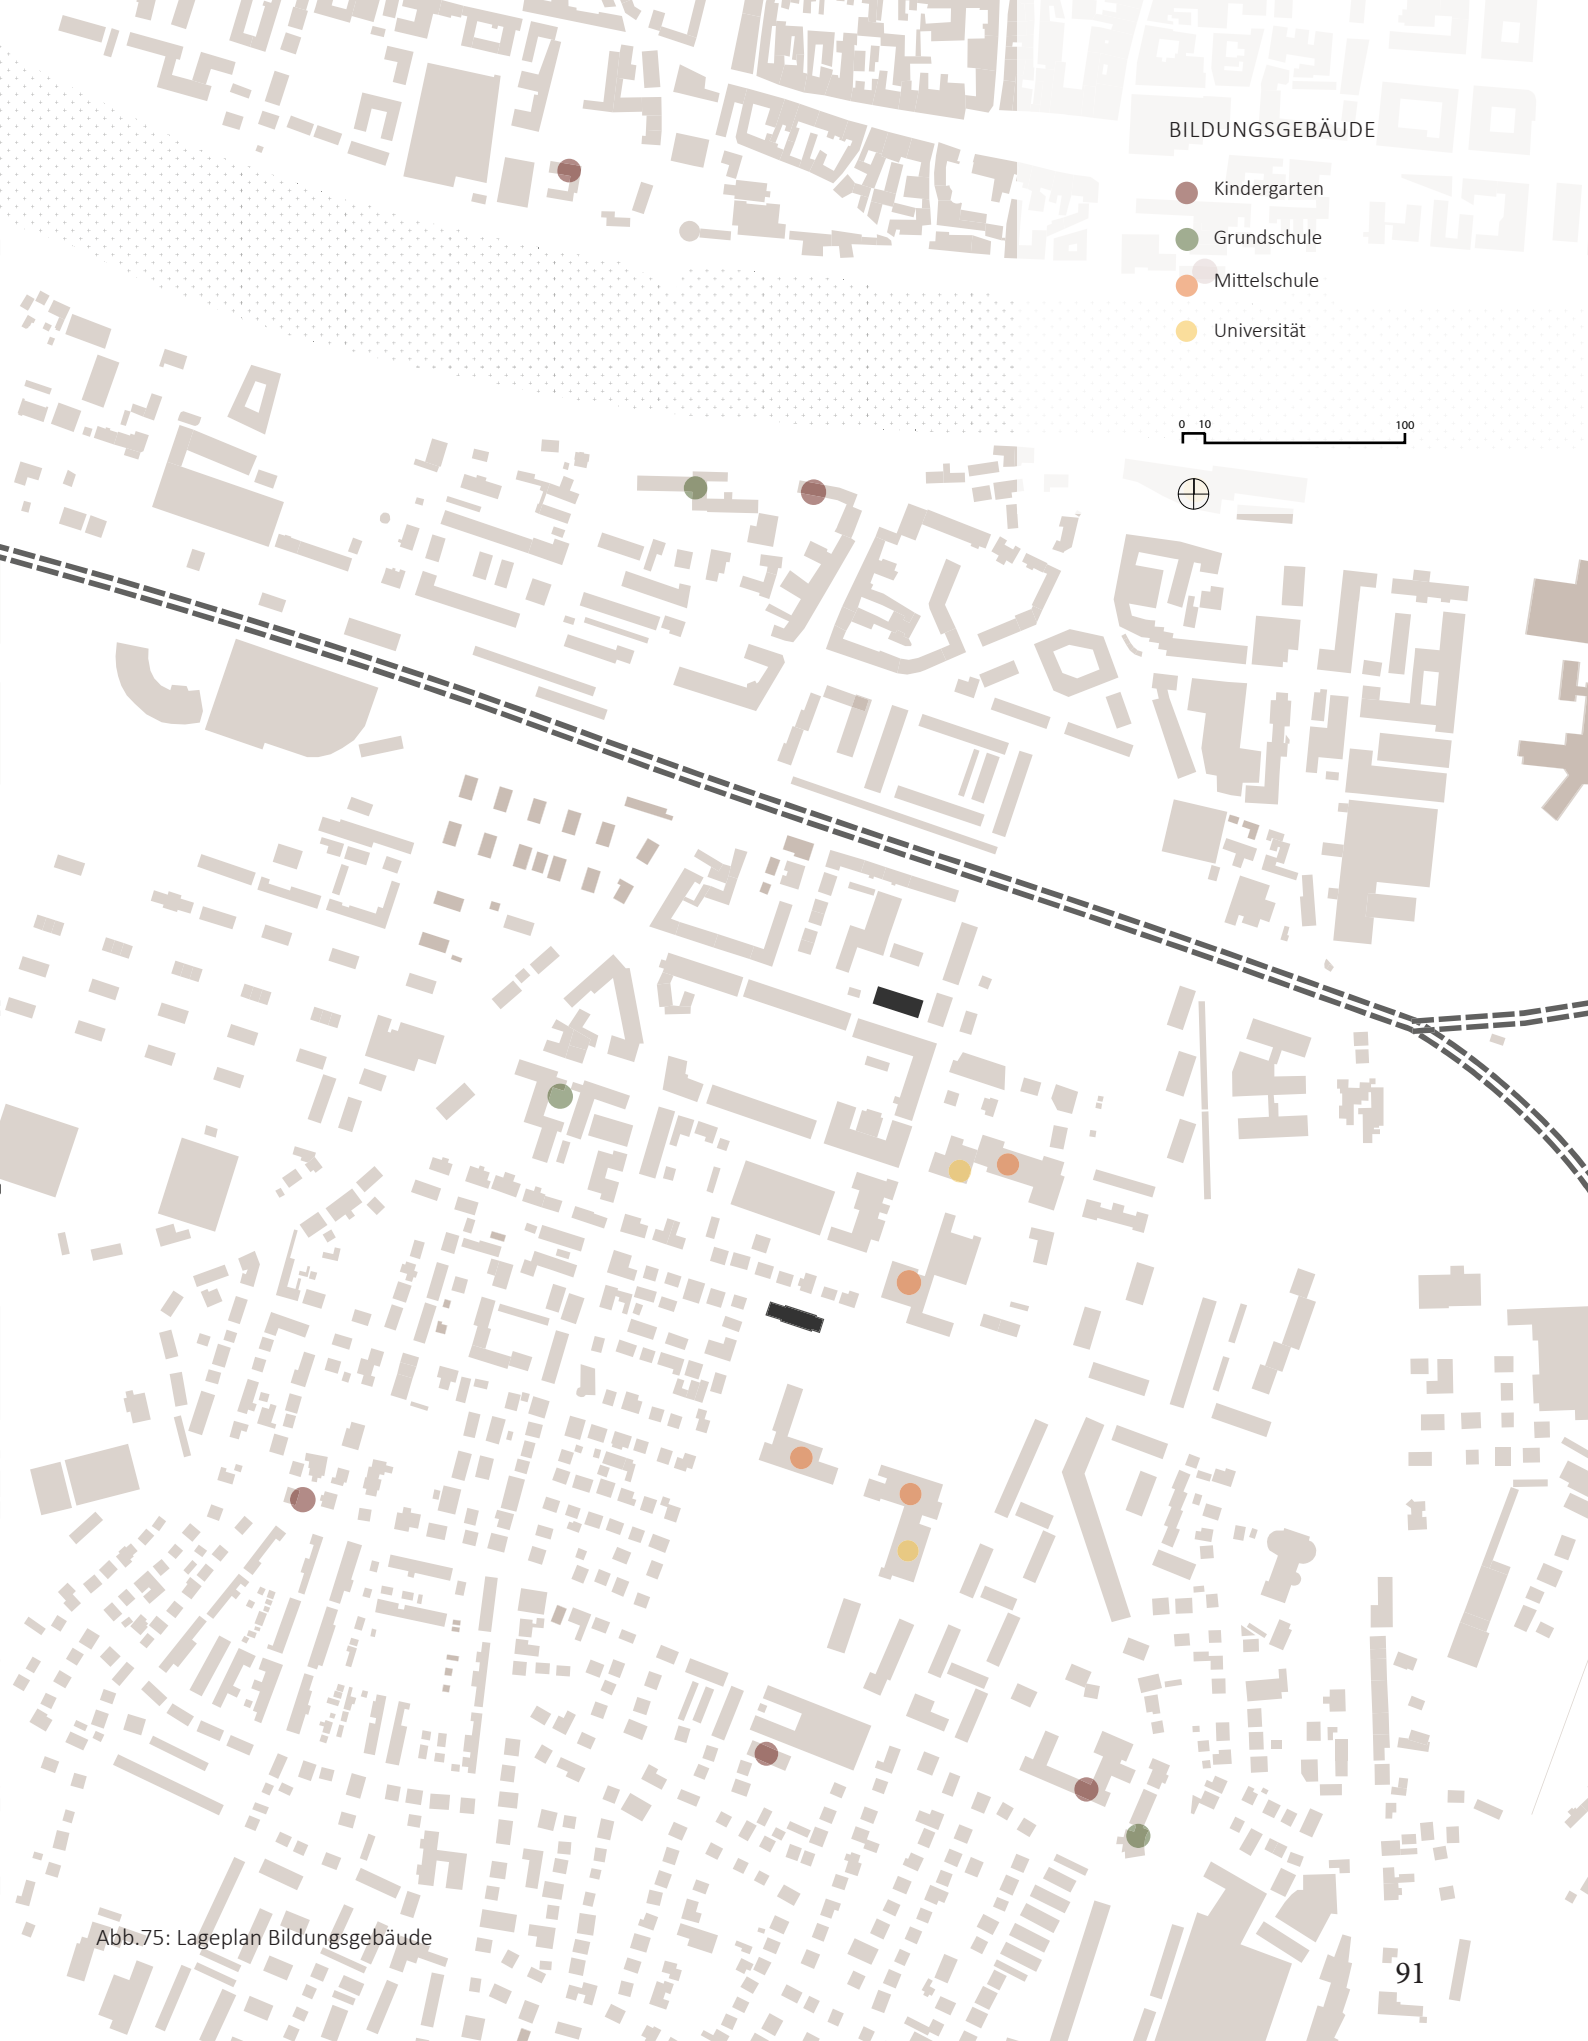 BILDUNGSGEBÄUDE
Kindergarten
Grundschule
Mittelschule
Universität
0 10 100
Abb.75: Lageplan Bildungsgebäude
91